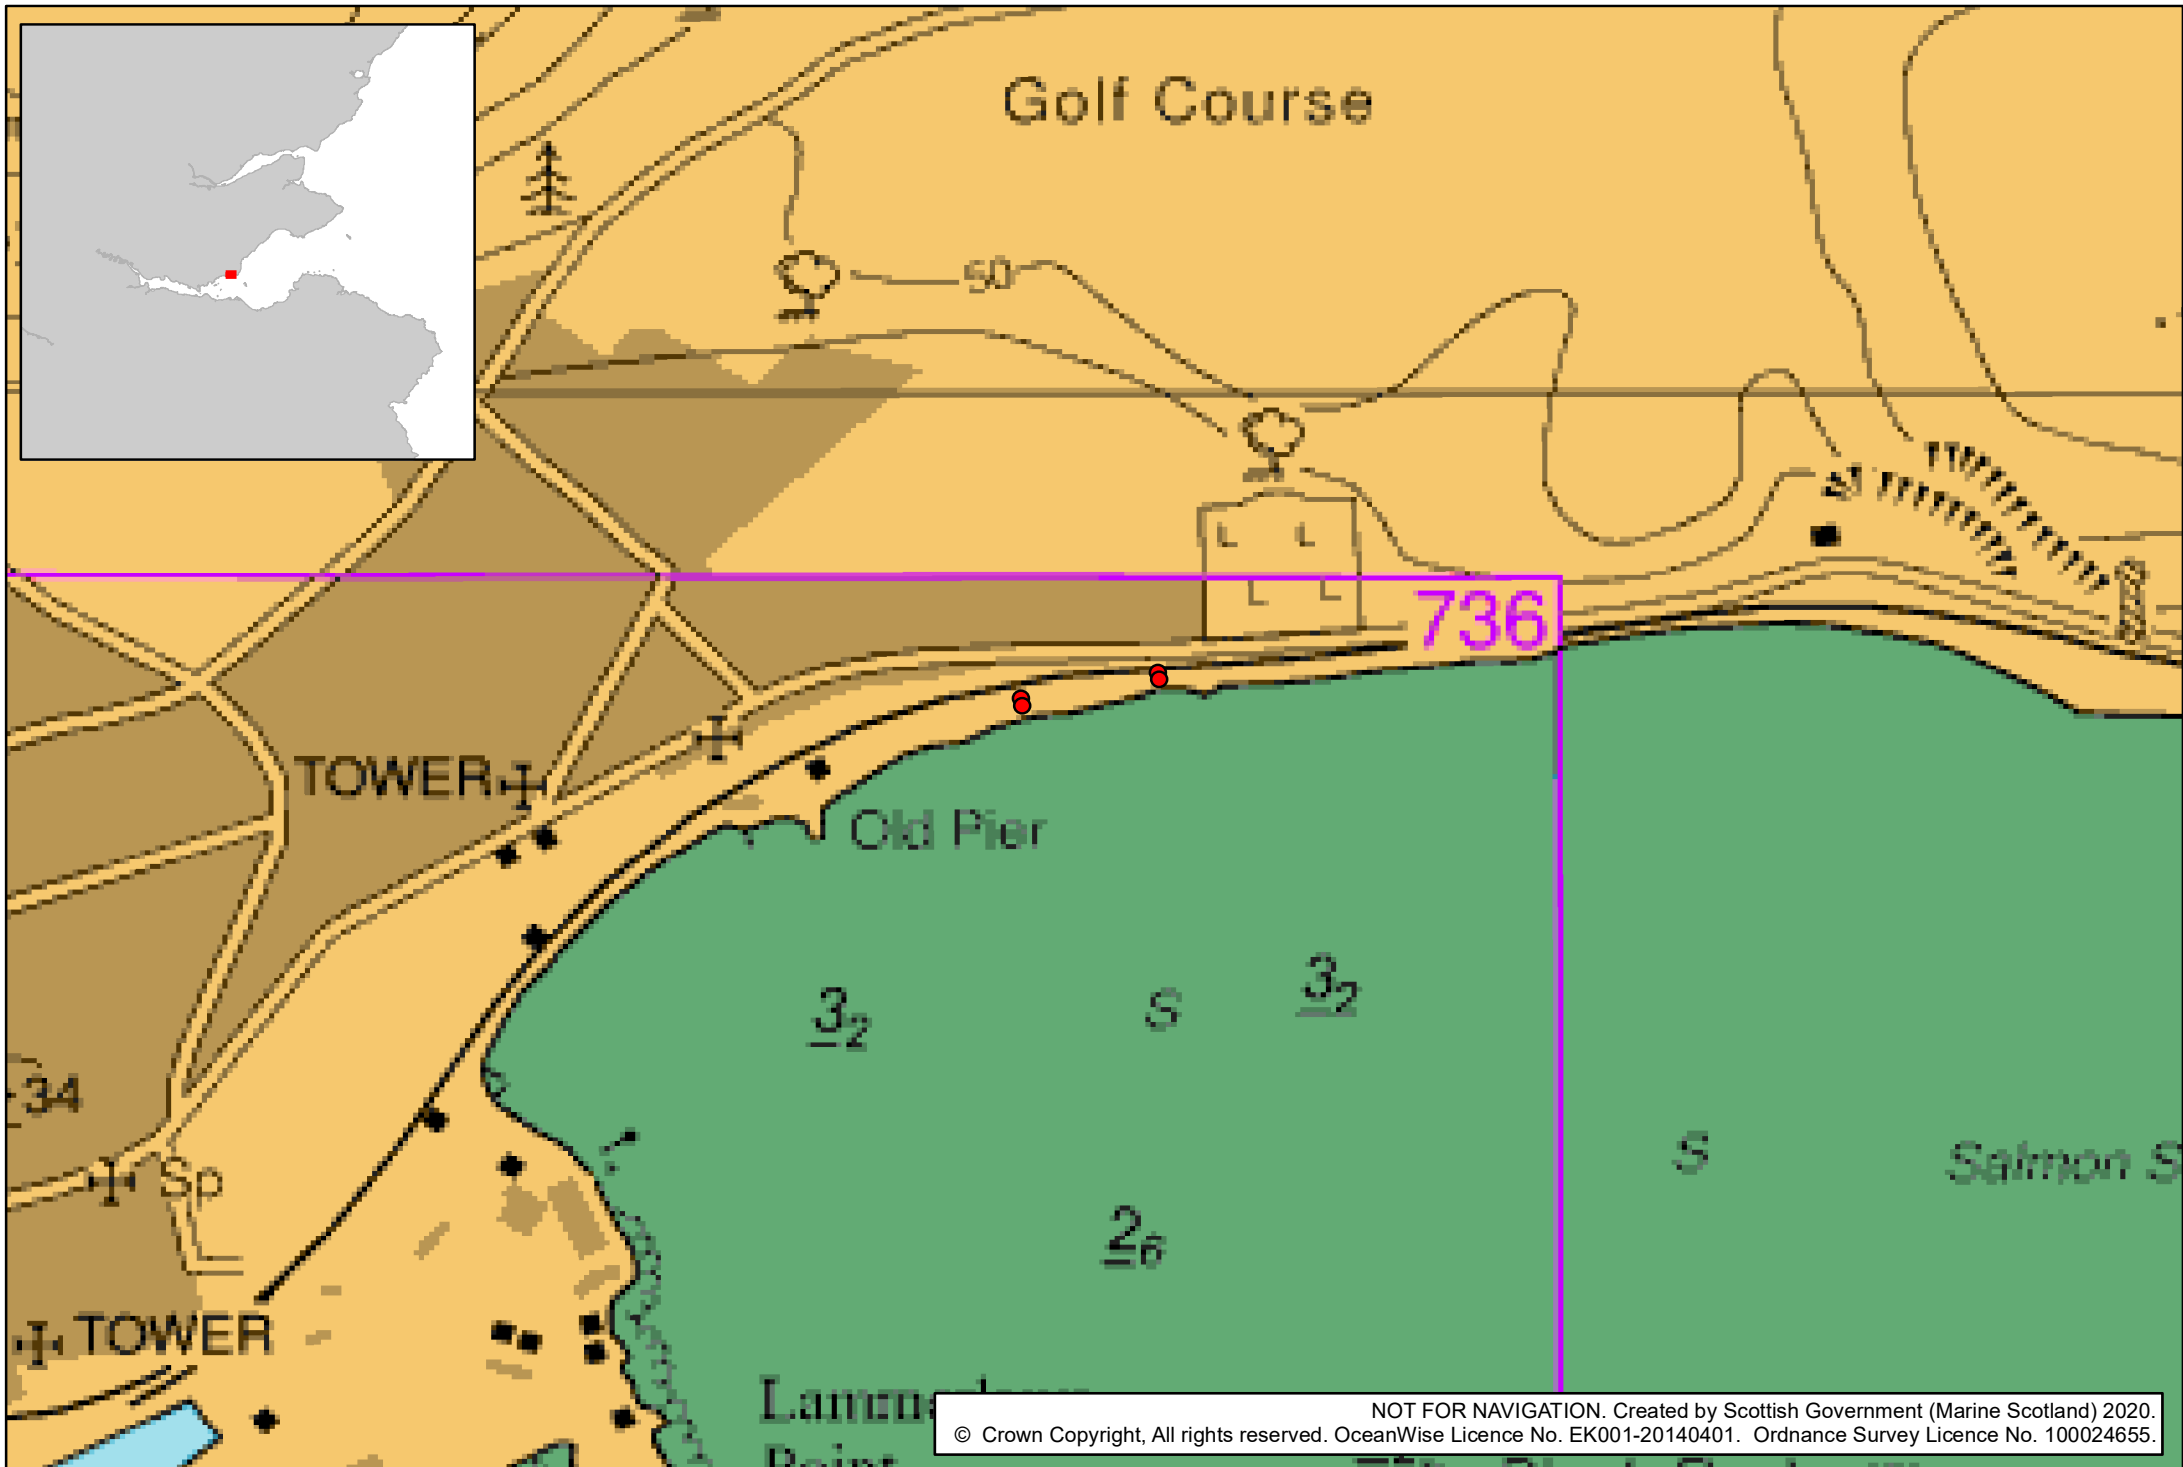 Golf Course
50
736
TOWER
Old Pier
3₂
S
3₂
34
S
Salmon S
Sp
2₆
TOWER
NOT FOR NAVIGATION. Created by Scottish Government (Marine Scotland) 2020.
© Crown Copyright, All rights reserved. OceanWise Licence No. EK001-20140401. Ordnance Survey Licence No. 100024655.
Point